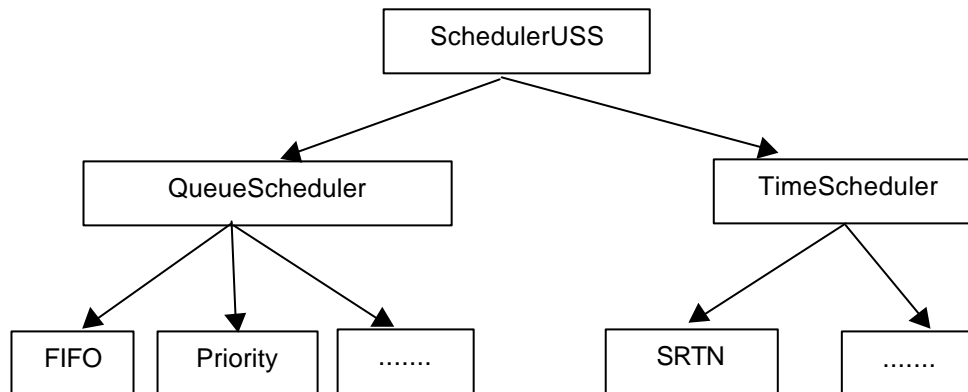 SchedulerUSS
QueueScheduler
TimeScheduler
FIFO
Priority
.......
SRTN
.......